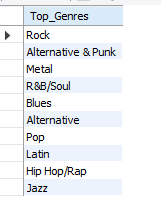 Top_Genres
Rock
Alternative & Punk
Metal
R&B/Soul
Blues
Alternative
Pop
Latin
Hip Hop/Rap
Jazz